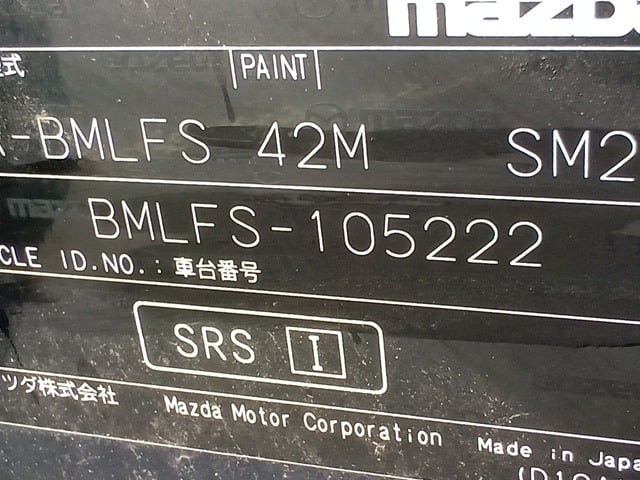 mazda
式 PAINT
-BMLFS 42M SM2
BMLFS-105222
CLE ID.NO.: 車台番号
SRS I
ツダ株式会社 Mazda Motor Corporation Made in Japa